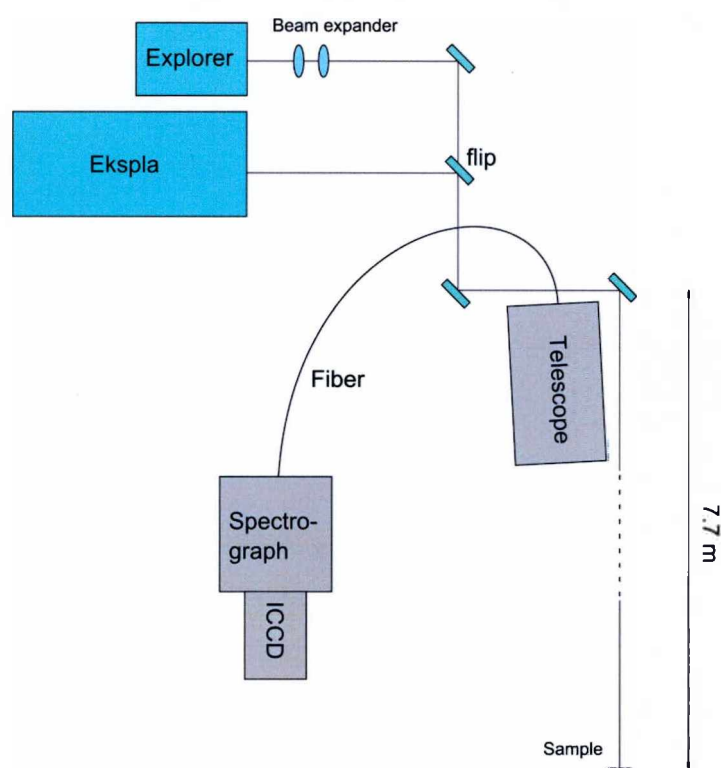 Beam expander
Explorer
Ekspla
flip
Fiber
Telescope
Spectro-
graph
ICCD
7.7 m
Sample